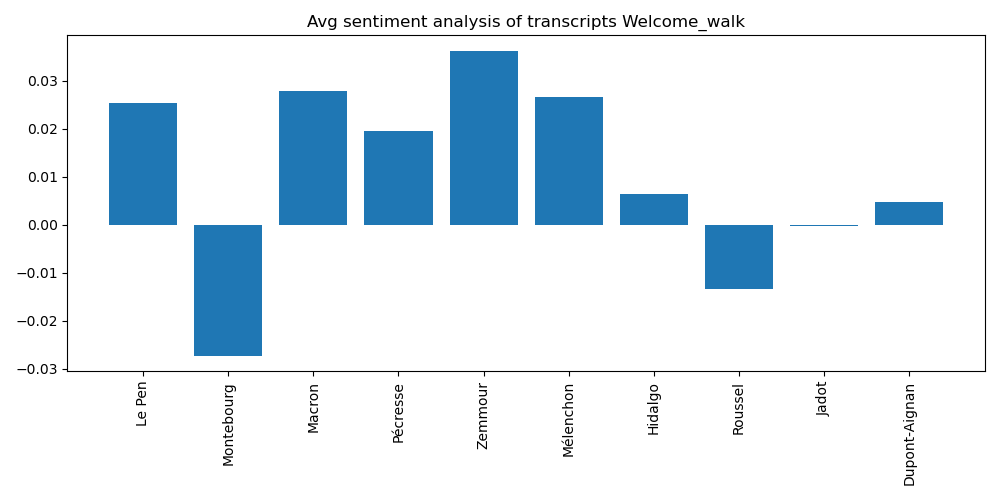 Avg sentiment analysis of transcripts Welcome_walk
0.03
0.02
0.01
0.00
−0.01
−0.02
−0.03
Le Pen
Montebourg
Macron
Pécresse
Zemmour
Mélenchon
Hidalgo
Roussel
Jadot
Dupont-Aignan